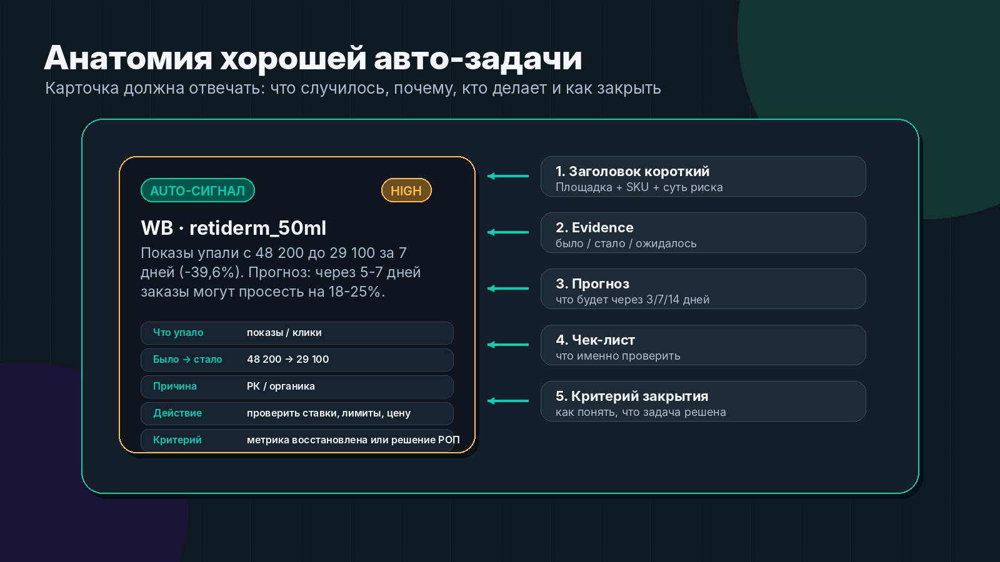 Анатомия хорошей авто-задачи
Карточка должна отвечать: что случилось, почему, кто делает и как закрыть
AUTO-СИГНАЛ
HIGH
WB · retiderm_50ml
Показы упали с 48 200 до 29 100 за 7
дней (-39,6%). Прогноз: через 5-7 дней
заказы могут просесть на 18-25%.
Что упало показы / клики
Было → стало 48 200 → 29 100
Причина РК / органика
Действие проверить ставки, лимиты, цену
Критерий метрика восстановлена или решение РОП
1. Заголовок короткий
Площадка + SKU + суть риска
2. Evidence
было / стало / ожидалось
3. Прогноз
что будет через 3/7/14 дней
4. Чек-лист
что именно проверить
5. Критерий закрытия
как понять, что задача решена